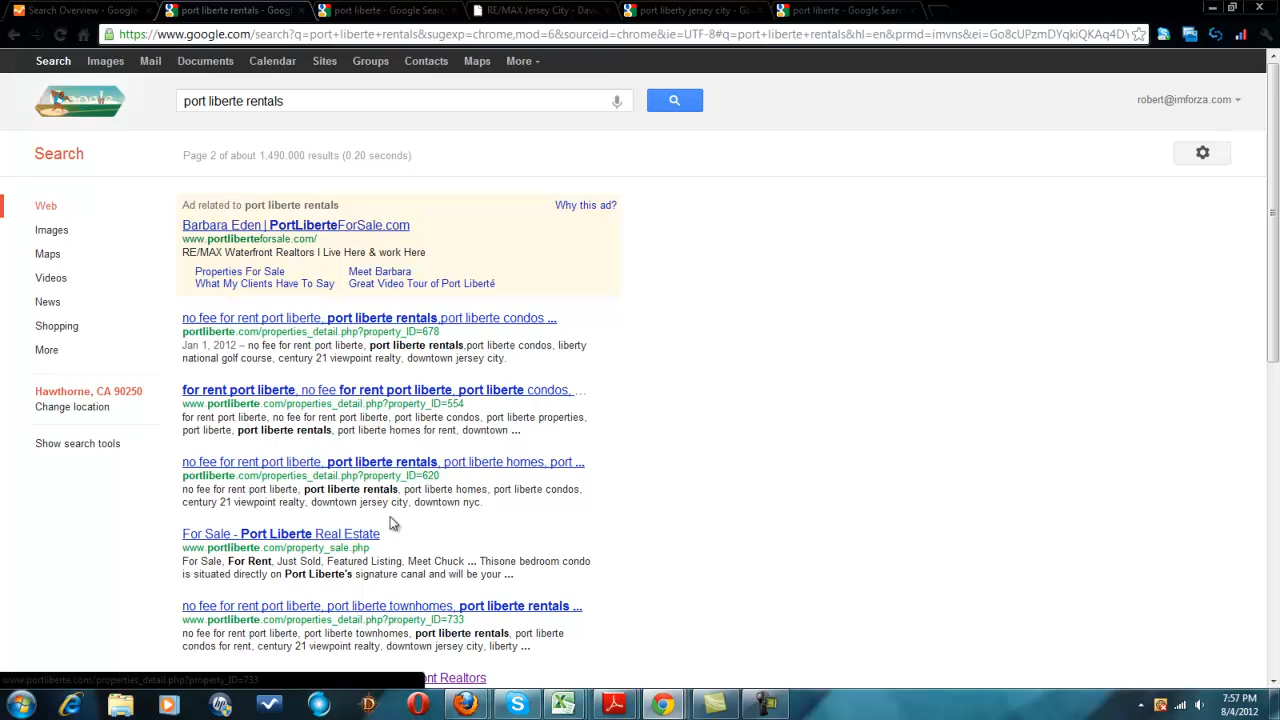 Search Overview - Google
port liberte rentals - Googl
port liberte - Google Sear
RE/MAX Jersey City - Dav
port liberty jersey city - Go
port liberte - Google Search
https://www.google.com/search?q=port+liberte+rentals&sugexp=chrome,mod=6&sourceid=chrome&ie=UTF-8#q=port+liberte+rentals&hl=en&prmd=imvns&ei=Go8cUPzmDYqkiQKAq4DY
Search Images Mail Documents Calendar Sites Groups Contacts Maps More
Google
port liberte rentals
robert@imforza.com
Search
Page 2 of about 1,490,000 results (0.20 seconds)
Web
Images
Maps
Videos
News
Shopping
More
Hawthorne, CA 90250
Change location
Show search tools
Ad related to port liberte rentals Why this ad?
Barbara Eden | PortLiberteForSale.com
www.portliberteforsale.com/
RE/MAX Waterfront Realtors I Live Here & work Here
Properties For Sale Meet Barbara
What My Clients Have To Say Great Video Tour of Port Liberté
no fee for rent port liberte, port liberte rentals,port liberte condos ...
portliberte.com/properties_detail.php?property_ID=678
Jan 1, 2012 – no fee for rent port liberte, port liberte rentals,port liberte condos, liberty
national golf course, century 21 viewpoint realty, downtown jersey city.
for rent port liberte, no fee for rent port liberte, port liberte condos, ...
www.portliberte.com/properties_detail.php?property_ID=554
for rent port liberte, no fee for rent port liberte, port liberte condos, port liberte properties,
port liberte, port liberte rentals, port liberte homes for rent, downtown ...
no fee for rent port liberte, port liberte rentals, port liberte homes, port ...
portliberte.com/properties_detail.php?property_ID=620
no fee for rent port liberte, port liberte rentals, port liberte homes, port liberte condos,
century 21 viewpoint realty, downtown jersey city, downtown nyc.
For Sale - Port Liberte Real Estate
www.portliberte.com/property_sale.php
For Sale, For Rent, Just Sold, Featured Listing, Meet Chuck ... Thisone bedroom condo
is situated directly on Port Liberte's signature canal and will be your ...
no fee for rent port liberte, port liberte townhomes, port liberte rentals ...
www.portliberte.com/properties_detail.php?property_ID=733
no fee for rent port liberte, port liberte townhomes, port liberte rentals, port liberte
condos for rent, century 21 viewpoint realty, downtown jersey city, liberty ...
www.portliberte.com/properties_detail.php?property_ID=733
ont Realtors
7:57 PM
8/4/2012